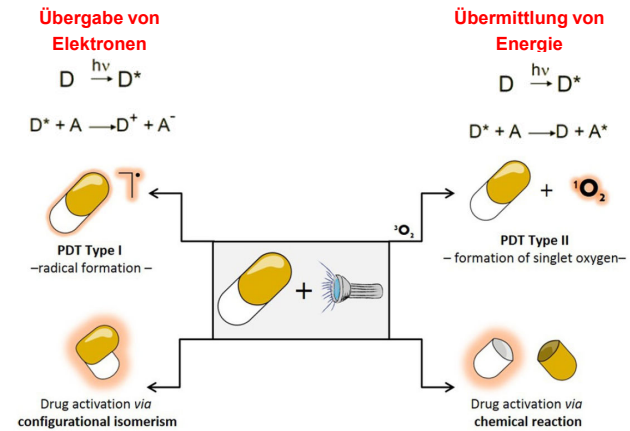 Übergabe von
Elektronen
hν
D → D*
D* + A → D⁺ + A⁻
PDT Type I
–radical formation –
Übermittlung von
Energie
hν
D → D*
D* + A → D + A*
+ ¹O₂
PDT Type II
– formation of singlet oxygen–
³O₂
+
Drug activation via
configurational isomerism
Drug activation via
chemical reaction